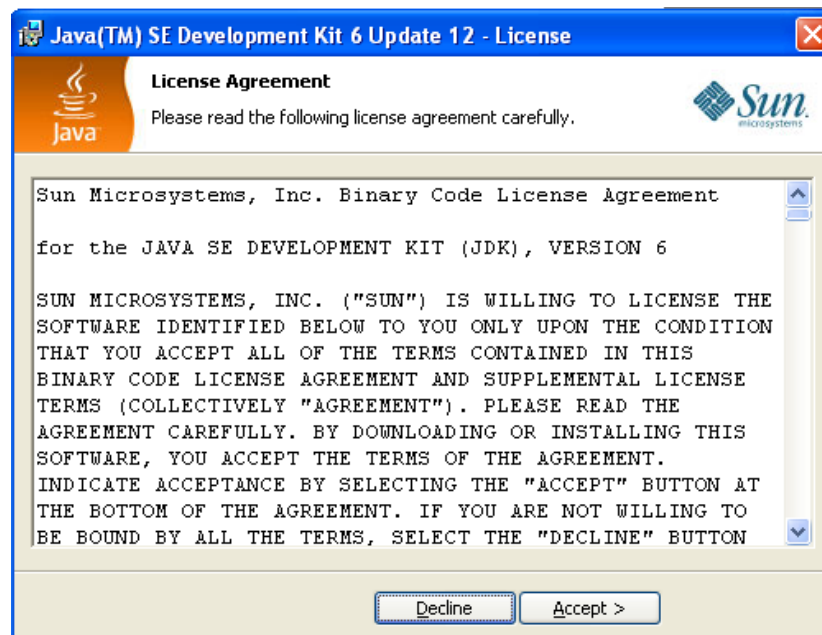 Java(TM) SE Development Kit 6 Update 12 - License
License Agreement
Please read the following license agreement carefully.
Java
Sun
microsystems
Sun Microsystems, Inc. Binary Code License Agreement
for the JAVA SE DEVELOPMENT KIT (JDK), VERSION 6
SUN MICROSYSTEMS, INC. ("SUN") IS WILLING TO LICENSE THE
SOFTWARE IDENTIFIED BELOW TO YOU ONLY UPON THE CONDITION
THAT YOU ACCEPT ALL OF THE TERMS CONTAINED IN THIS
BINARY CODE LICENSE AGREEMENT AND SUPPLEMENTAL LICENSE
TERMS (COLLECTIVELY "AGREEMENT"). PLEASE READ THE
AGREEMENT CAREFULLY. BY DOWNLOADING OR INSTALLING THIS
SOFTWARE, YOU ACCEPT THE TERMS OF THE AGREEMENT.
INDICATE ACCEPTANCE BY SELECTING THE "ACCEPT" BUTTON AT
THE BOTTOM OF THE AGREEMENT. IF YOU ARE NOT WILLING TO
BE BOUND BY ALL THE TERMS, SELECT THE "DECLINE" BUTTON
Decline
Accept >